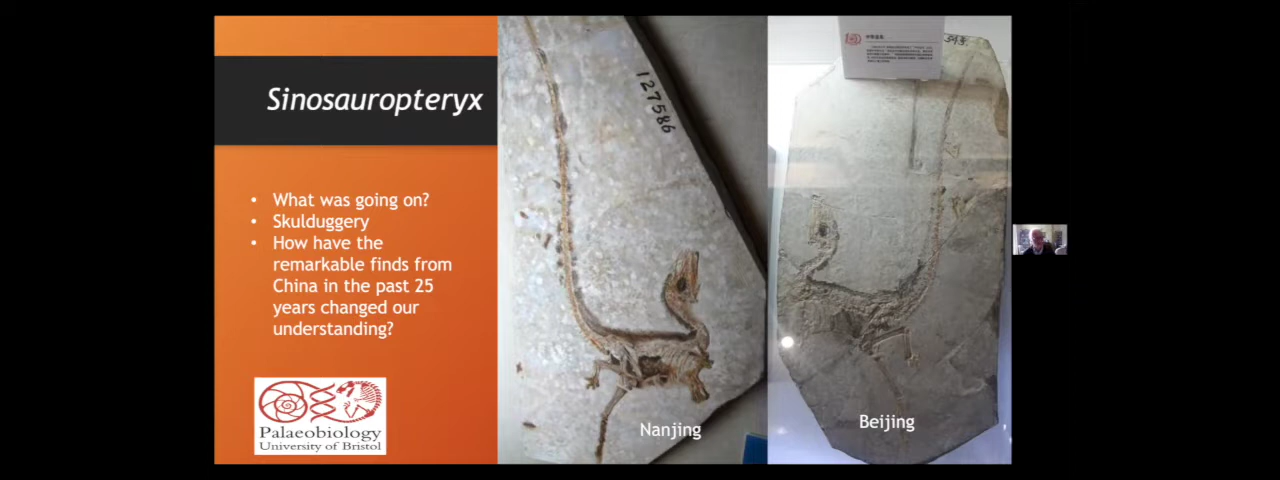 Sinosauropteryx
• What was going on?
• Skulduggery
• How have the
remarkable finds from
China in the past 25
years changed our
understanding?
Palaeobiology
University of Bristol
127586
Nanjing
Beijing